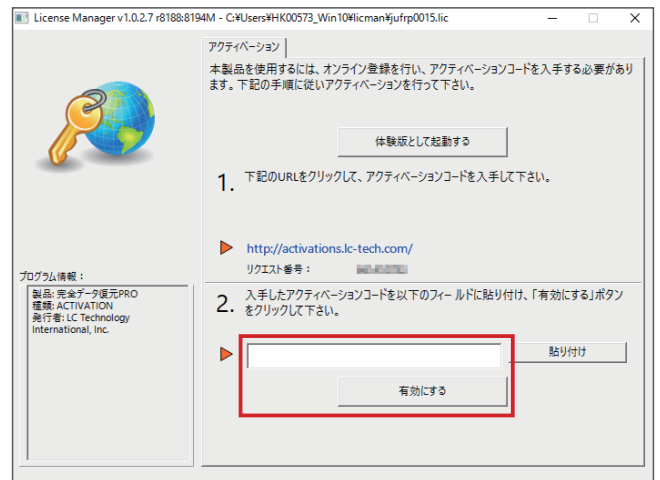 License Manager v1.0.2.7 r8188:8194M - C:¥Users¥HK00573_Win10¥licman¥jufrp0015.lic
アクティベーション
本製品を使用するには、オンライン登録を行い、アクティベーションコードを入手する必要があり
ます。下記の手順に従いアクティベーションを行って下さい。
体験版として起動する
1. 下記のURLをクリックして、アクティベーションコードを入手して下さい。
http://activations.lc-tech.com/
リクエスト番号：
プログラム情報：
製品: 完全データ復元PRO
種類: ACTIVATION
発行者: LC Technology
International, Inc.
2. 入手したアクティベーションコードを以下のフィー ルドに貼り付け、「有効にする」ボタン
をクリックして下さい。
貼り付け
有効にする